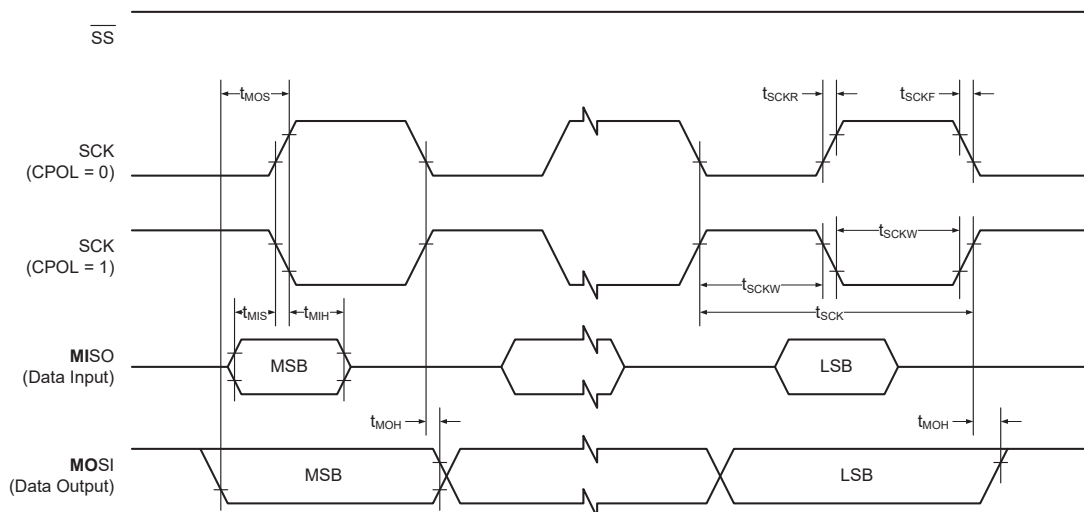 SS
tMOS
tSCKR
tSCKF
SCK
(CPOL = 0)
SCK
(CPOL = 1)
tSCKW
tSCKW
tSCK
tMIS
tMIH
MISO
(Data Input)
MSB
LSB
tMOH
tMOH
MOSI
(Data Output)
MSB
LSB